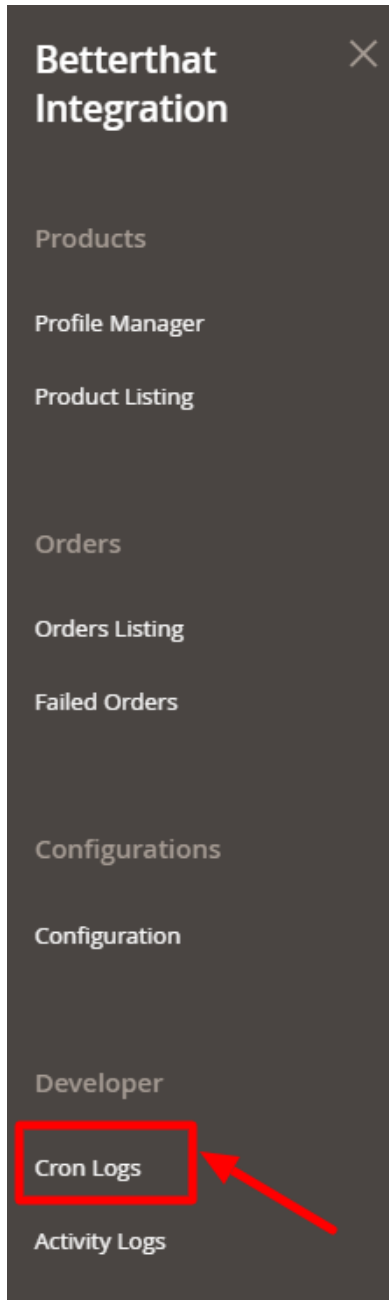 Betterthat
Integration
Products
Profile Manager
Product Listing
Orders
Orders Listing
Failed Orders
Configurations
Configuration
Developer
Cron Logs
Activity Logs